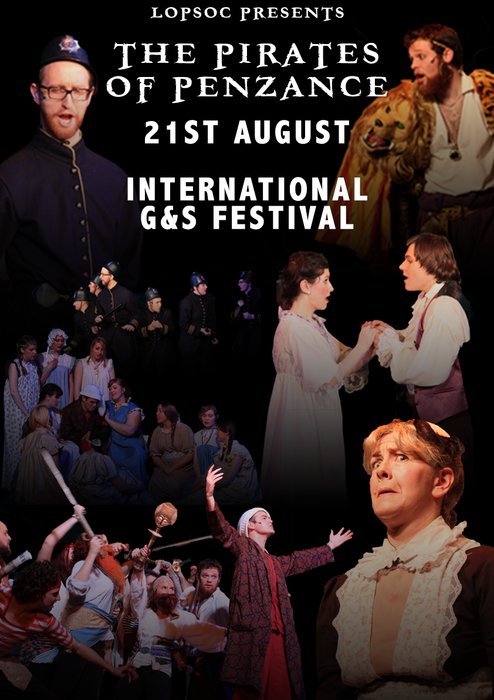 LOPSOC PRESENTS
THE PIRATES
OF PENZANCE
21ST AUGUST
INTERNATIONAL
G&S FESTIVAL